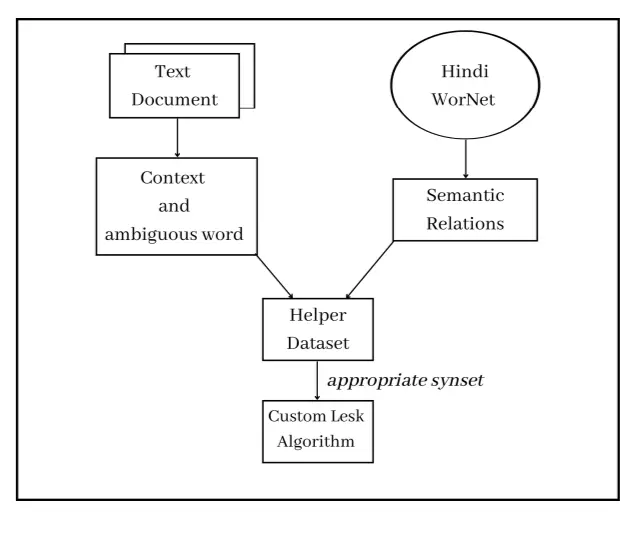 Text
Document
Hindi
WorNet
Context
and
ambiguous word
Semantic
Relations
Helper
Dataset
appropriate synset
Custom Lesk
Algorithm